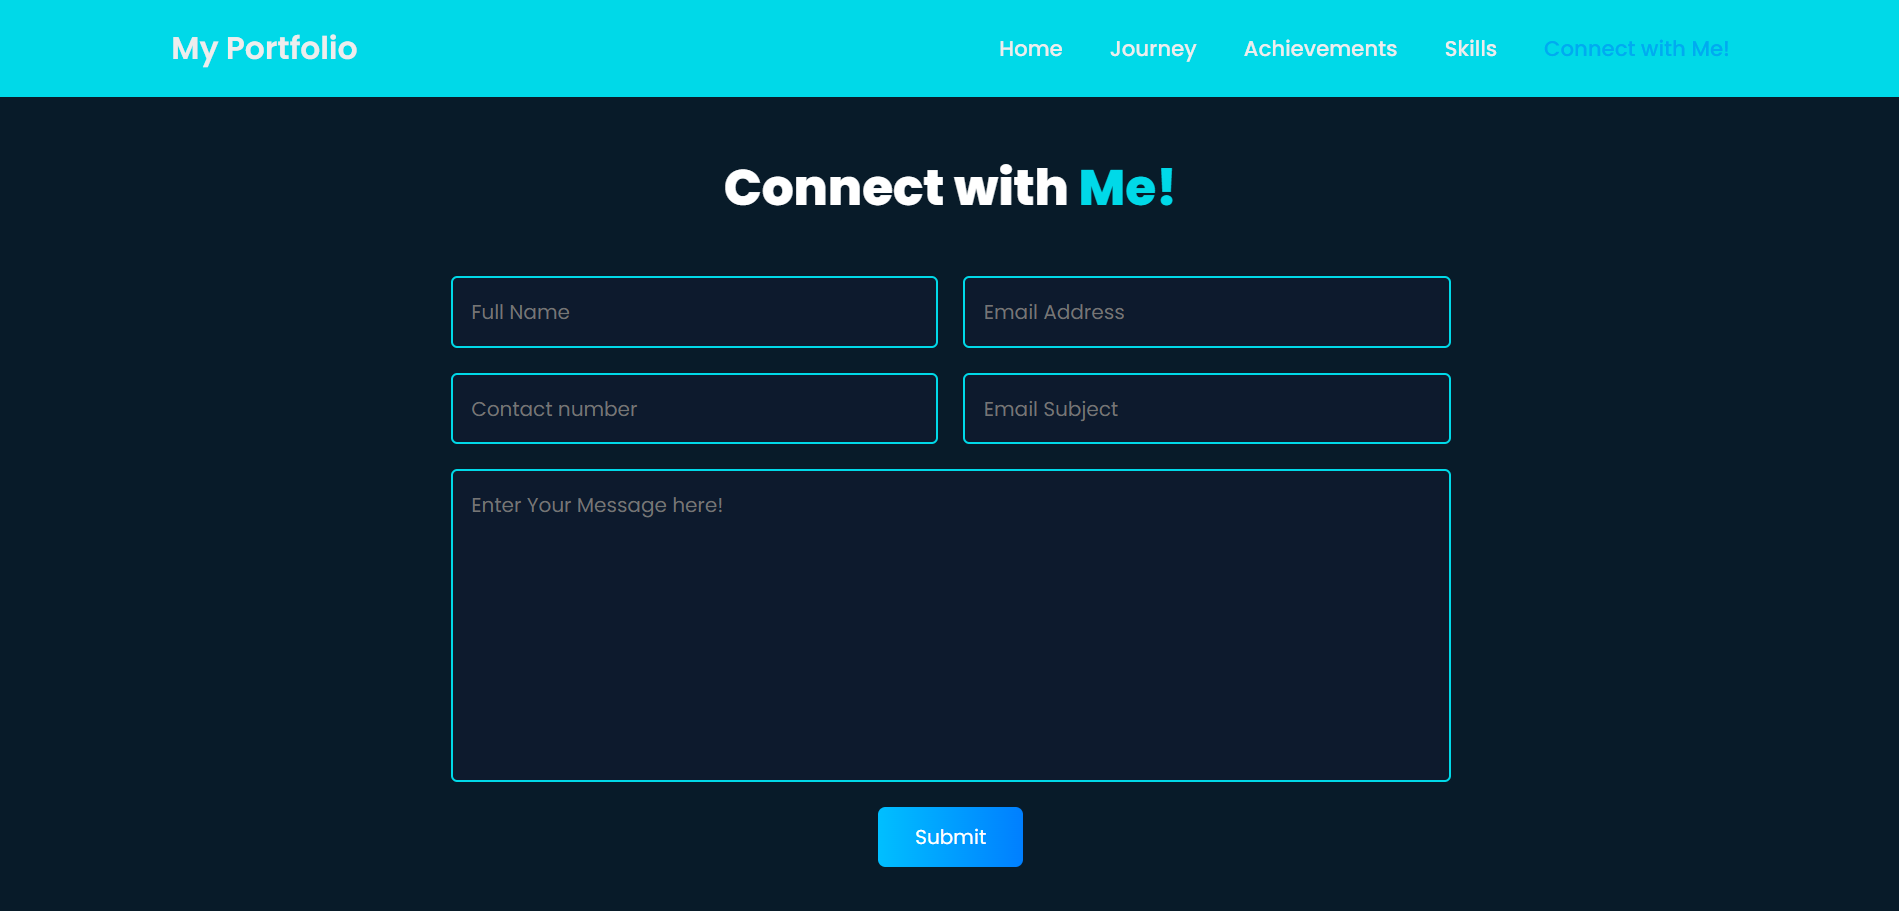 My Portfolio
Home Journey Achievements Skills Connect with Me!
Connect with Me!
Full Name
Email Address
Contact number
Email Subject
Enter Your Message here!
Submit